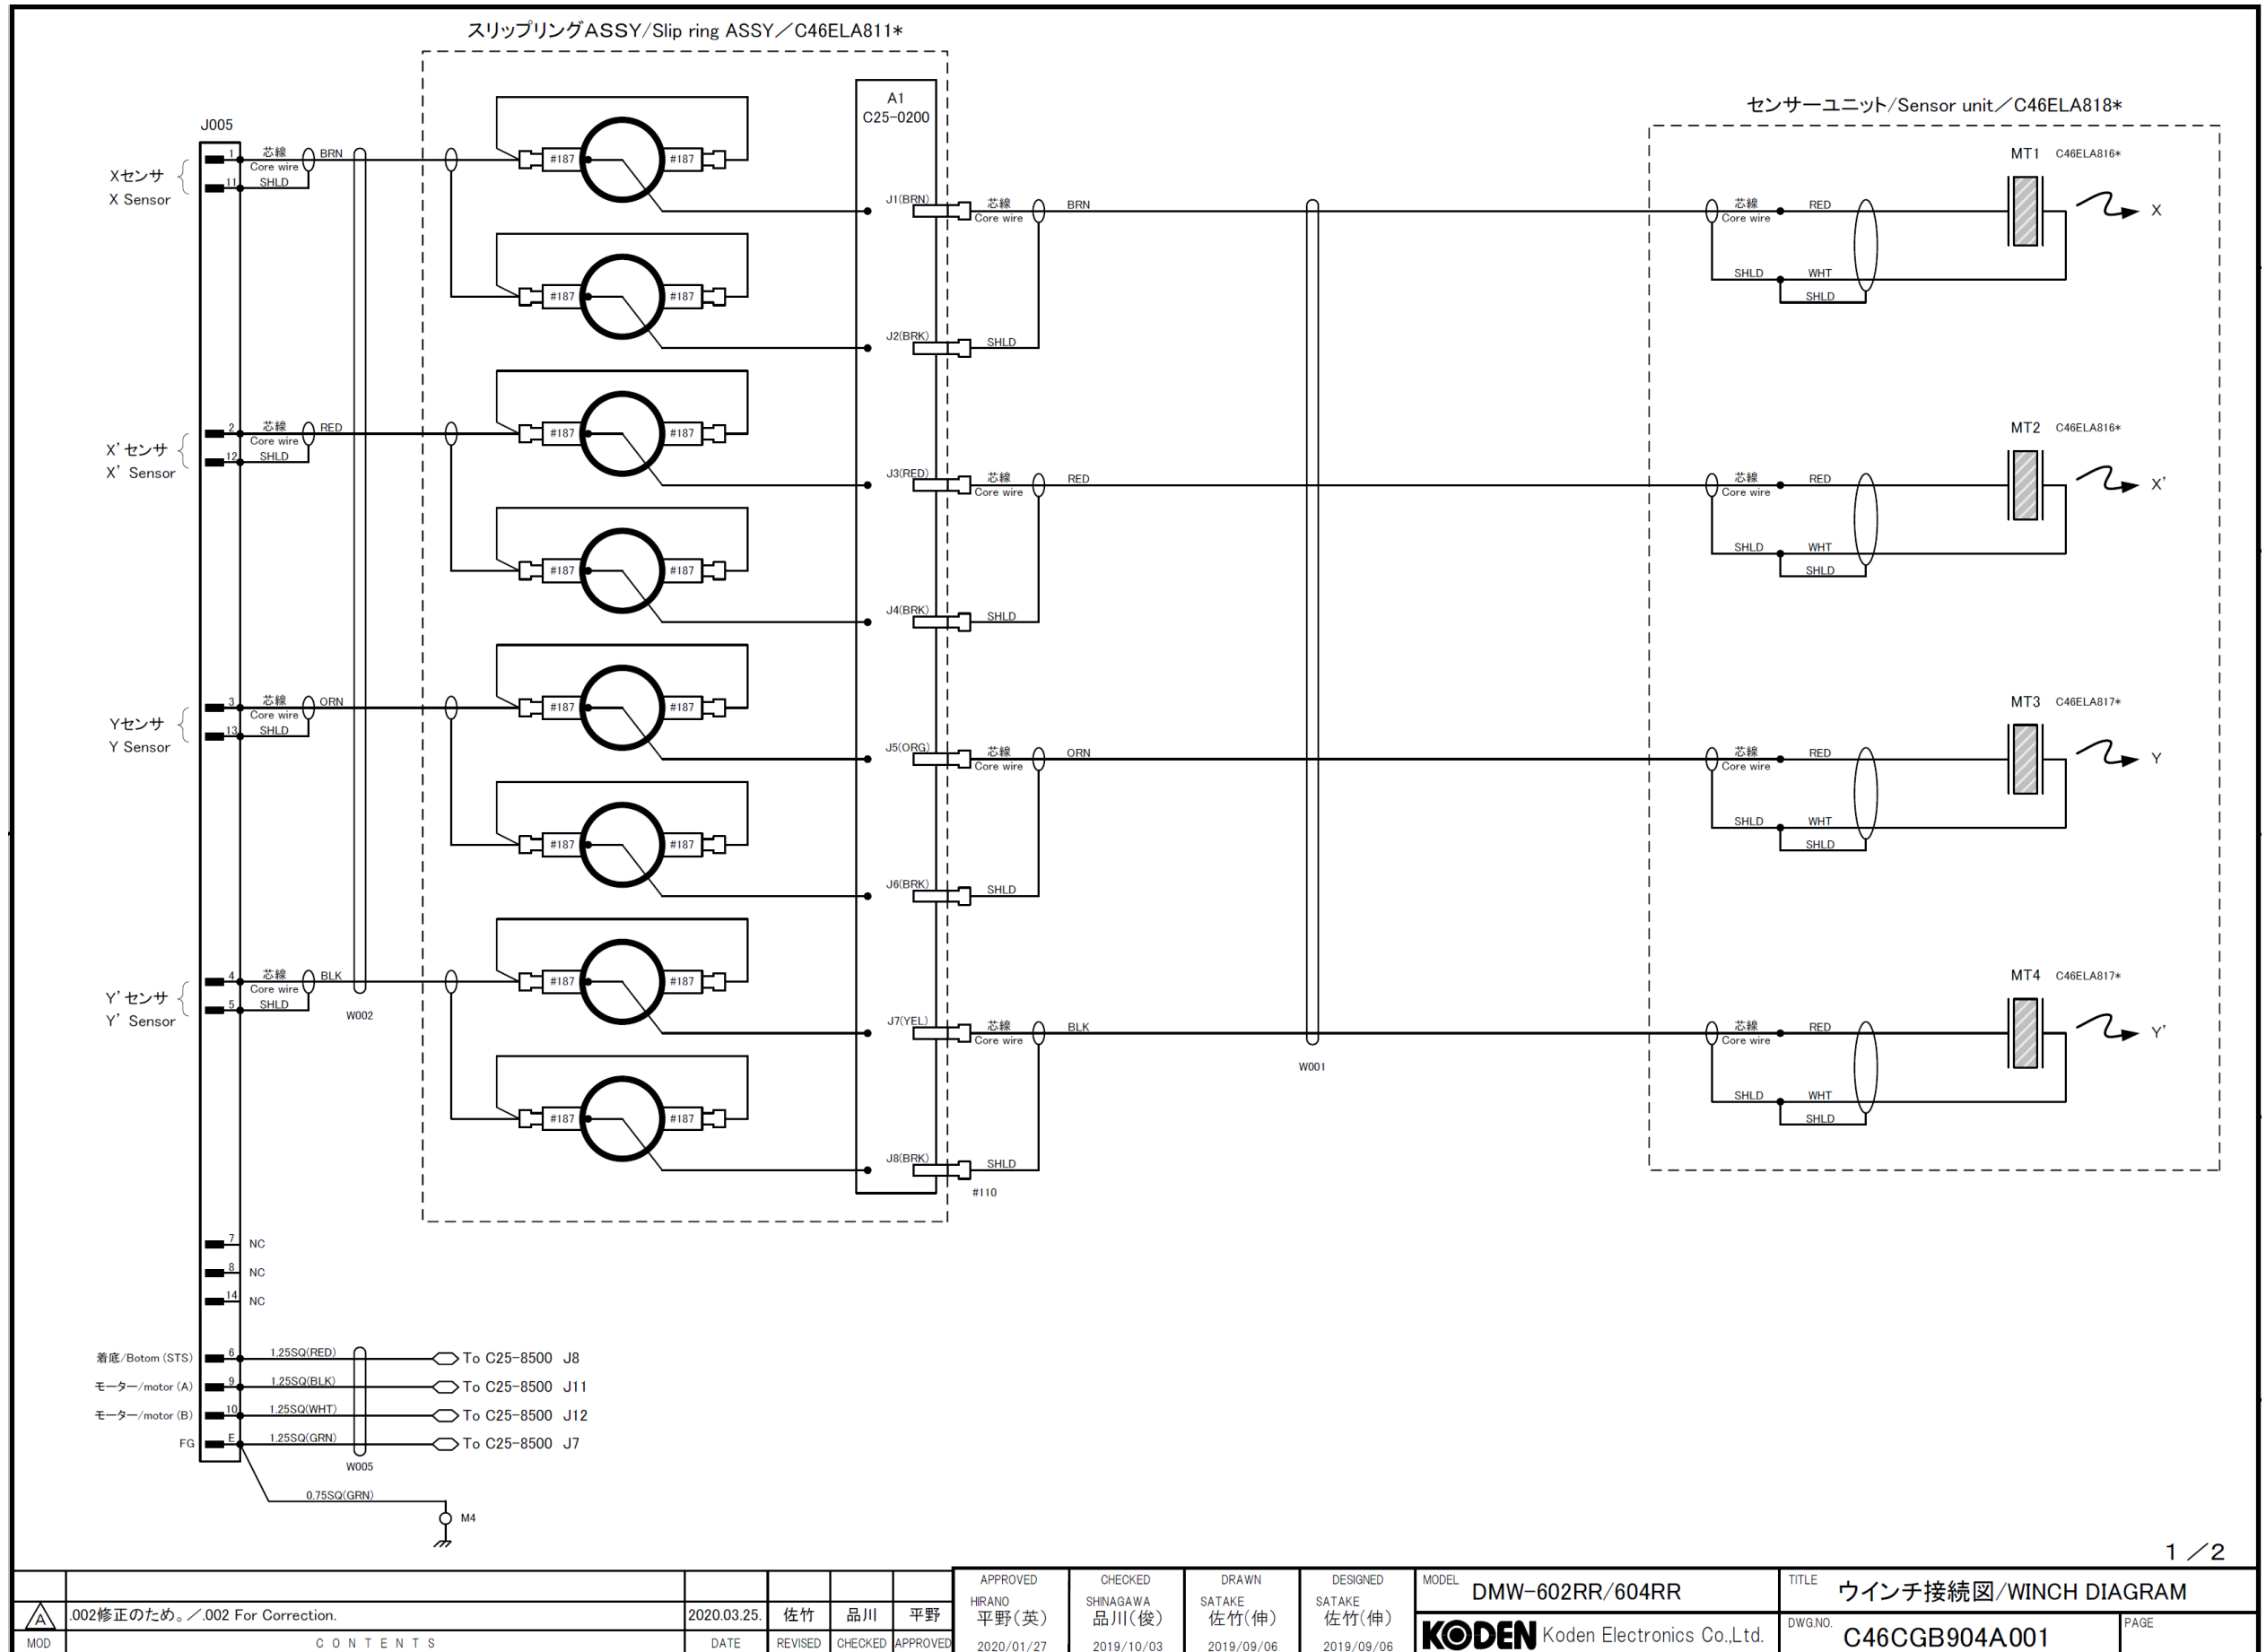 スリップリングASSY/Slip ring ASSY/C46ELA811*
センサーユニット/Sensor unit/C46ELA818*
J005
A1
C25-0200
Xセンサ
X Sensor
1 芯線 BRN
Core wire
11 SHLD
#187 #187
J1(BRN) 芯線 BRN
Core wire
#187 #187
J2(BRK) SHLD
MT1 C46ELA816*
芯線 RED X
Core wire
SHLD WHT
SHLD
X'センサ
X' Sensor
2 芯線 RED
Core wire
12 SHLD
#187 #187
J3(RED) 芯線 RED
Core wire
#187 #187
J4(BRK) SHLD
MT2 C46ELA816*
芯線 RED X'
Core wire
SHLD WHT
SHLD
Yセンサ
Y Sensor
3 芯線 ORN
Core wire
13 SHLD
#187 #187
J5(ORG) 芯線 ORN
Core wire
#187 #187
J6(BRK) SHLD
MT3 C46ELA817*
芯線 RED Y
Core wire
SHLD WHT
SHLD
Y'センサ
Y' Sensor
4 芯線 BLK
Core wire
5 SHLD
W002
#187 #187
J7(YEL) 芯線 BLK
Core wire
W001
#187 #187
J8(BRK) SHLD
#110
MT4 C46ELA817*
芯線 RED Y'
Core wire
SHLD WHT
SHLD
7 NC
8 NC
14 NC
着底/Botom (STS) 6 1.25SQ(RED) To C25-8500 J8
モーター/motor (A) 9 1.25SQ(BLK) To C25-8500 J11
モーター/motor (B) 10 1.25SQ(WHT) To C25-8500 J12
FG E 1.25SQ(GRN) To C25-8500 J7
W005
0.75SQ(GRN)
M4
1/2
A .002修正のため。/.002 For Correction. 2020.03.25. 佐竹 品川 平野
MOD CONTENTS DATE REVISED CHECKED APPROVED
APPROVED CHECKED DRAWN DESIGNED
HIRANO SHINAGAWA SATAKE SATAKE
平野(英) 品川(俊) 佐竹(伸) 佐竹(伸)
2020/01/27 2019/10/03 2019/09/06 2019/09/06
MODEL DMW-602RR/604RR
TITLE ウインチ接続図/WINCH DIAGRAM
KODEN Koden Electronics Co.,Ltd.
DWG.NO. C46CGB904A001
PAGE